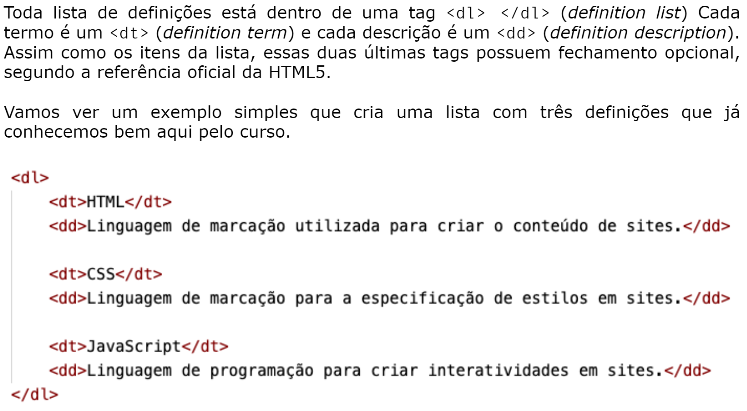 Toda lista de definições está dentro de uma tag <dl> </dl> (definition list) Cada
termo é um <dt> (definition term) e cada descrição é um <dd> (definition description).
Assim como os itens da lista, essas duas últimas tags possuem fechamento opcional,
segundo a referência oficial da HTML5.
Vamos ver um exemplo simples que cria uma lista com três definições que já
conhecemos bem aqui pelo curso.
<dl>
<dt>HTML</dt>
<dd>Linguagem de marcação utilizada para criar o conteúdo de sites.</dd>
<dt>CSS</dt>
<dd>Linguagem de marcação para a especificação de estilos em sites.</dd>
<dt>JavaScript</dt>
<dd>Linguagem de programação para criar interatividades em sites.</dd>
</dl>